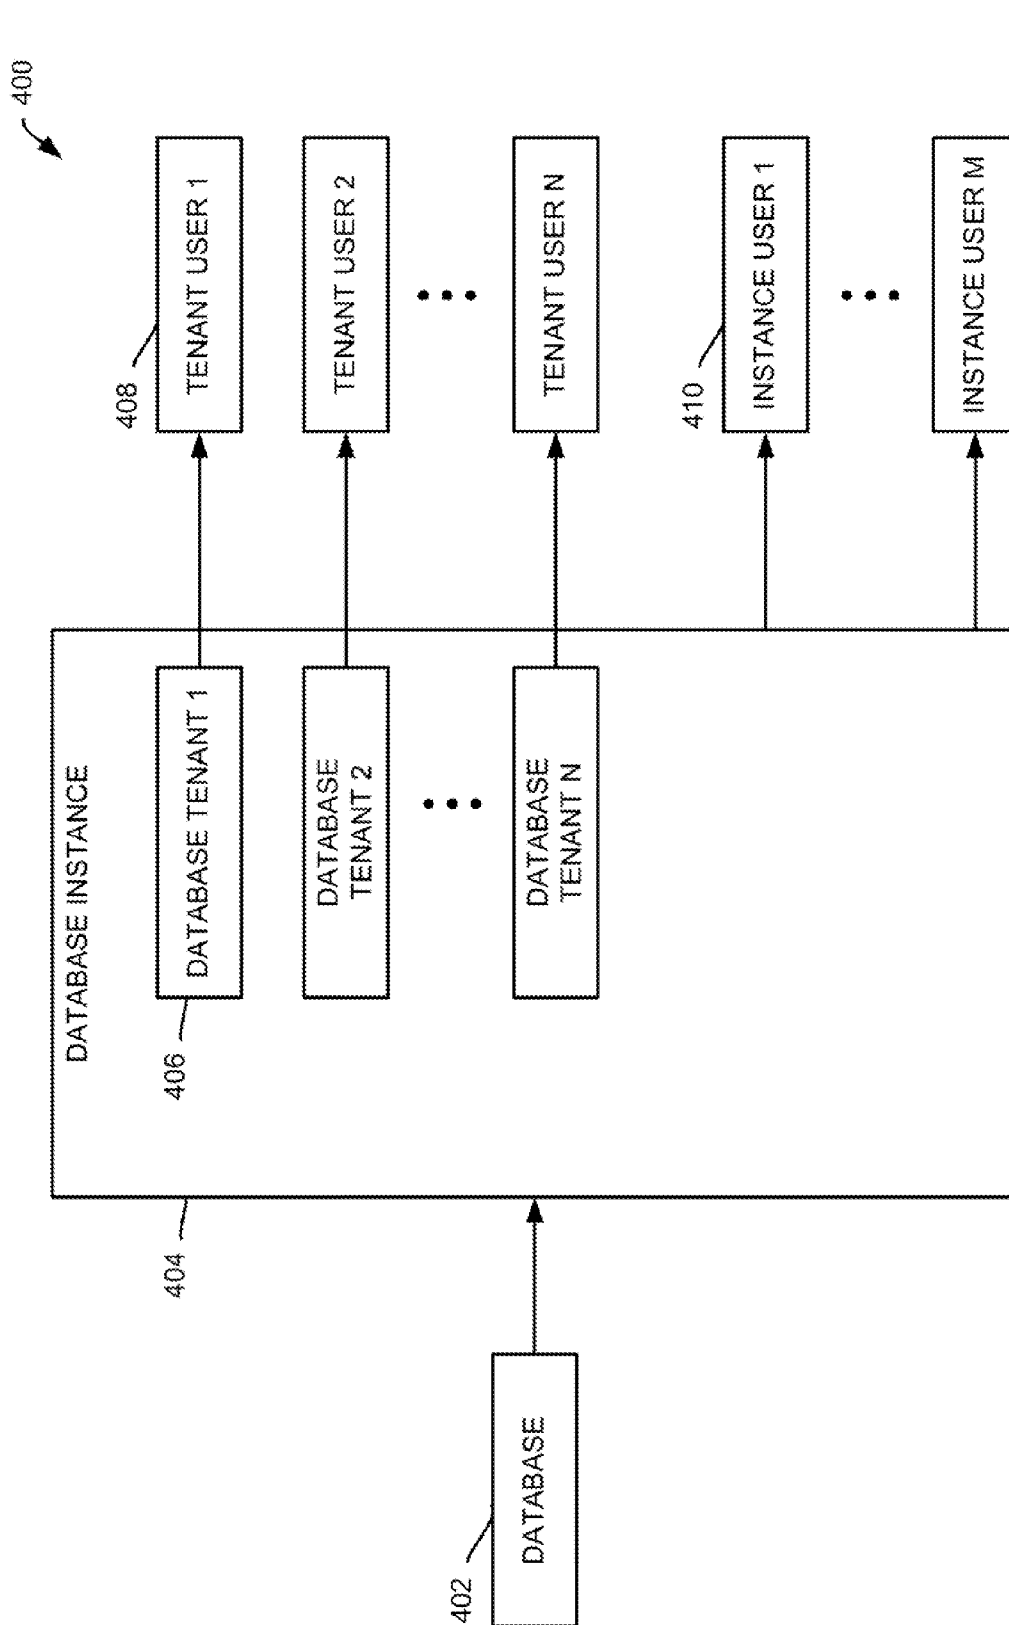 400
DATABASE INSTANCE
408
TENANT USER 1
406
DATABASE TENANT 1
404
TENANT USER 2
DATABASE
TENANT 2
TENANT USER N
DATABASE
TENANT N
402
DATABASE
410
INSTANCE USER 1
INSTANCE USER M